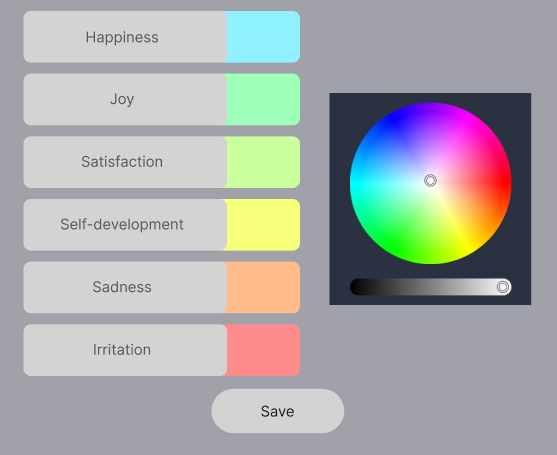 Happiness
Joy
Satisfaction
Self-development
Sadness
Irritation
Save